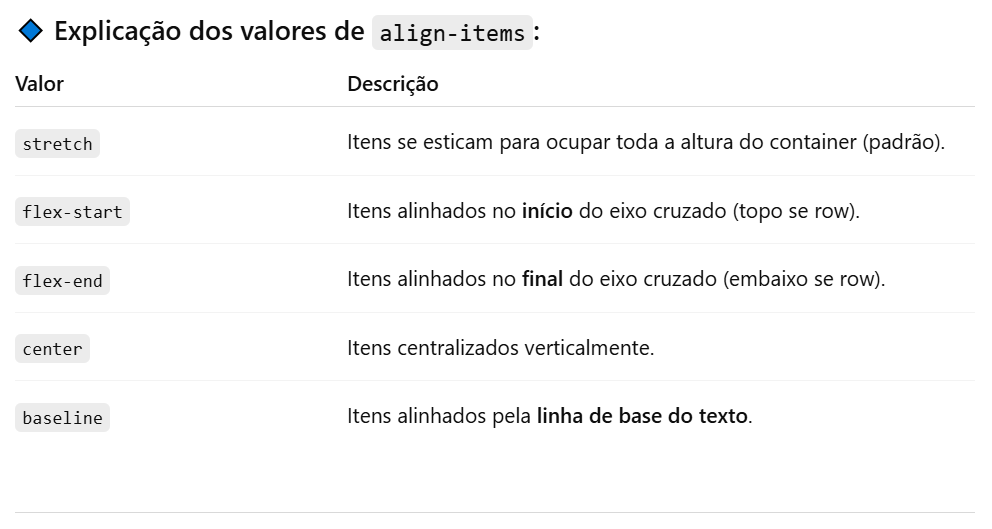 Explicação dos valores de align-items:
Valor Descrição
stretch Itens se esticam para ocupar toda a altura do container (padrão).
flex-start Itens alinhados no início do eixo cruzado (topo se row).
flex-end Itens alinhados no final do eixo cruzado (embaixo se row).
center Itens centralizados verticalmente.
baseline Itens alinhados pela linha de base do texto.